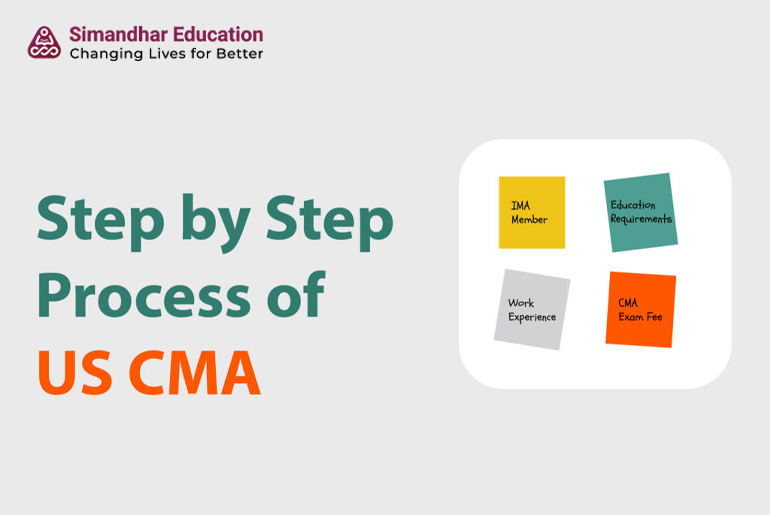 Simandhar Education
Changing Lives for Better
Step by Step
Process of
US CMA
IMA
Member
Education
Requirements
Work
Experience
CMA
Exam Fee